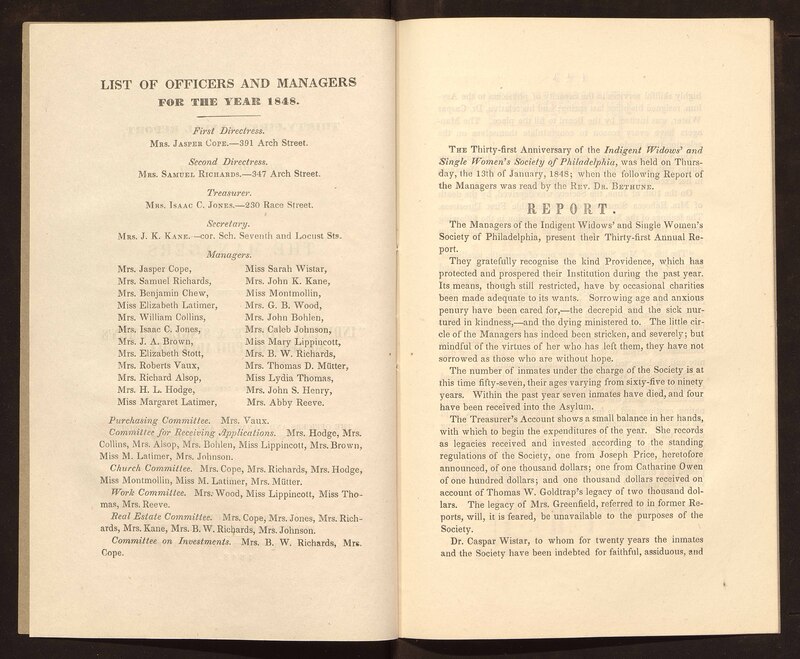 LIST OF OFFICERS AND MANAGERS
FOR THE YEAR 1848.
First Directress.
Mrs. Jasper Cope.—391 Arch Street.
Second Directress.
Mrs. Samuel Richards.—347 Arch Street.
Treasurer.
Mrs. Isaac C. Jones.—230 Race Street.
Secretary.
Mrs. J. K. Kane.—cor. Sch. Seventh and Locust Sts.
Managers.
Mrs. Jasper Cope,
Mrs. Samuel Richards,
Mrs. Benjamin Chew,
Miss Elizabeth Latimer,
Mrs. William Collins,
Mrs. Isaac C. Jones,
Mrs. J. A. Brown,
Mrs. Elizabeth Stott,
Mrs. Roberts Vaux,
Mrs. Richard Alsop,
Mrs. H. L. Hodge,
Miss Margaret Latimer,
Miss Sarah Wistar,
Mrs. John K. Kane,
Miss Montmollin,
Mrs. G. B. Wood,
Mrs. John Bohlen,
Mrs. Caleb Johnson,
Miss Mary Lippincott,
Mrs. B. W. Richards,
Mrs. Thomas D. Mütter,
Miss Lydia Thomas,
Mrs. John S. Henry,
Mrs. Abby Reeve.
Purchasing Committee. Mrs. Vaux.
Committee for Receiving Applications. Mrs. Hodge, Mrs.
Collins, Mrs. Alsop, Mrs. Bohlen, Miss Lippincott, Mrs. Brown,
Miss M. Latimer, Mrs. Johnson.
Church Committee. Mrs. Cope, Mrs. Richards, Mrs. Hodge,
Miss Montmollin, Miss M. Latimer, Mrs. Mütter.
Work Committee. Mrs. Wood, Miss Lippincott, Miss Tho-
mas, Mrs. Reeve.
Real Estate Committee. Mrs. Cope, Mrs. Jones, Mrs. Rich-
ards, Mrs. Kane, Mrs. B. W. Richards, Mrs. Johnson.
Committee on Investments. Mrs. B. W. Richards, Mrs.
Cope.
The Thirty-first Anniversary of the Indigent Widows' and
Single Women's Society of Philadelphia, was held on Thurs-
day, the 13th of January, 1848; when the following Report of
the Managers was read by the Rev. Dr. Bethune.
REPORT.
The Managers of the Indigent Widows' and Single Women's
Society of Philadelphia, present their Thirty-first Annual Re-
port.
They gratefully recognise the kind Providence, which has
protected and prospered their Institution during the past year.
Its means, though still restricted, have by occasional charities
been made adequate to its wants. Sorrowing age and anxious
penury have been cared for,—the decrepid and the sick nur-
tured in kindness,—and the dying ministered to. The little cir-
cle of the Managers has indeed been stricken, and severely; but
mindful of the virtues of her who has left them, they have not
sorrowed as those who are without hope.
The number of inmates under the charge of the Society is at
this time fifty-seven, their ages varying from sixty-five to ninety
years. Within the past year seven inmates have died, and four
have been received into the Asylum.
The Treasurer's Account shows a small balance in her hands,
with which to begin the expenditures of the year. She records
as legacies received and invested according to the standing
regulations of the Society, one from Joseph Price, heretofore
announced, of one thousand dollars; one from Catharine Owen
of one hundred dollars; and one thousand dollars received on
account of Thomas W. Goldtrap's legacy of two thousand dol-
lars. The legacy of Mrs. Greenfield, referred to in former Re-
ports, will, it is feared, be unavailable to the purposes of the
Society.
Dr. Caspar Wistar, to whom for twenty years the inmates
and the Society have been indebted for faithful, assiduous, and